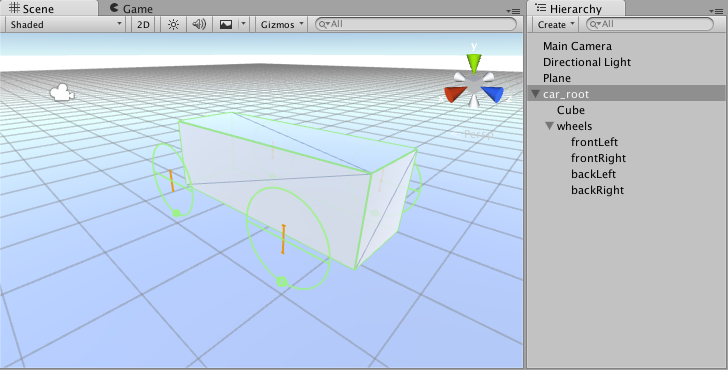 Scene Game
Shaded 2D Gizmos All
y
Persp
Hierarchy
Create All
Main Camera
Directional Light
Plane
car_root
Cube
wheels
frontLeft
frontRight
backLeft
backRight